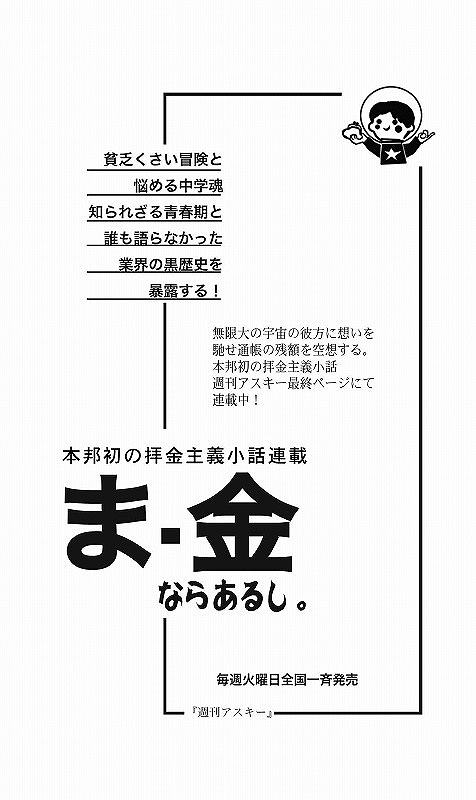 貧乏くさい冒険と
悩める中学魂
知られざる青春期と
誰も語らなかった
業界の黒歴史を
暴露する！
無限大の宇宙の彼方に想いを
馳せ通帳の残額を空想する。
本邦初の拝金主義小話
週刊アスキー最終ページにて
連載中！
本邦初の拝金主義小話連載
ま・金
ならあるし。
毎週火曜日全国一斉発売
『週刊アスキー』